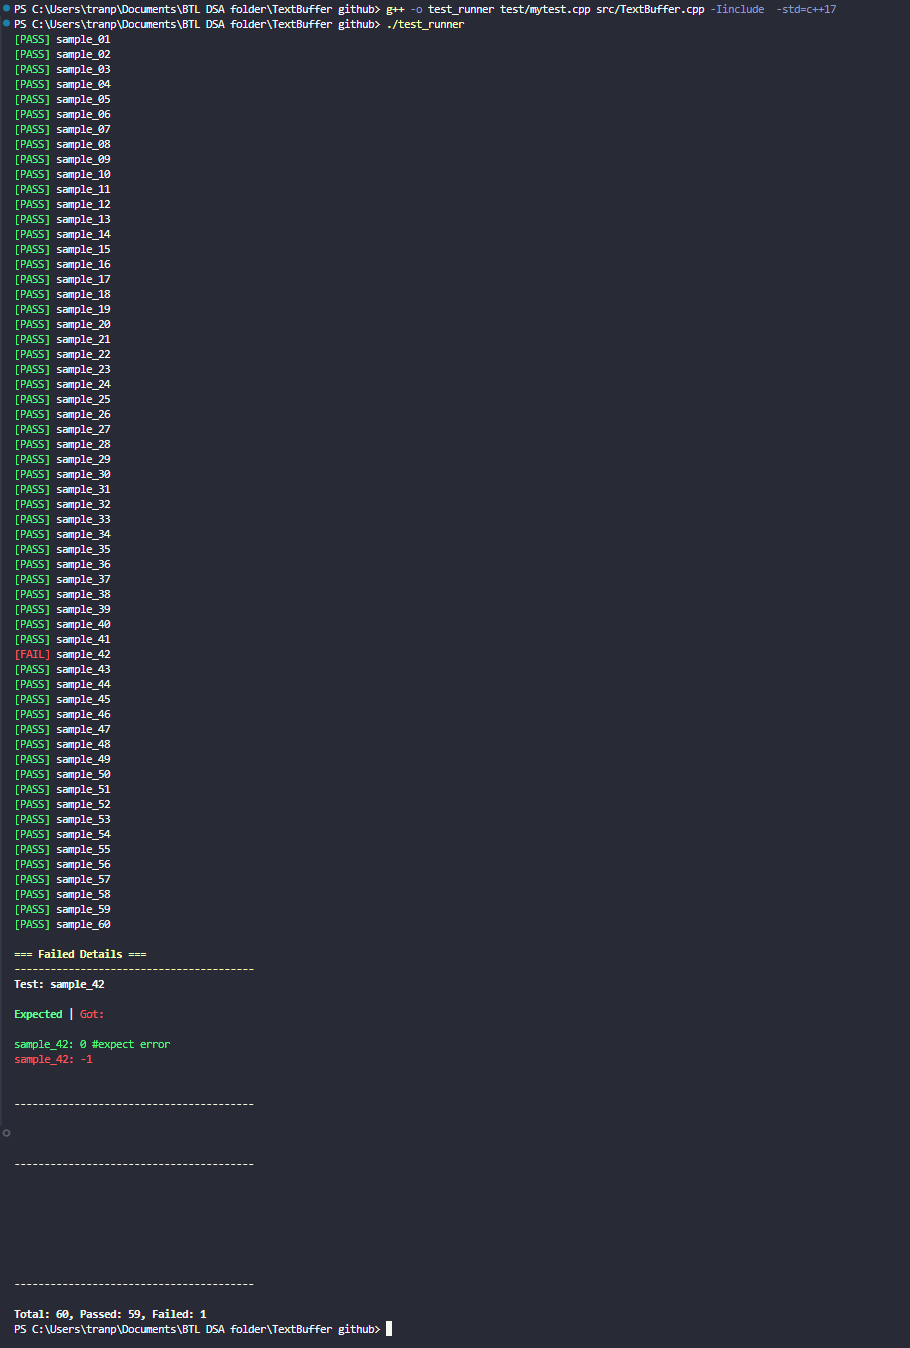 PS C:\Users\tranp\Documents\BTL DSA folder\TextBuffer github> g++ -o test_runner test/mytest.cpp src/TextBuffer.cpp -Iinclude  -std=c++17
PS C:\Users\tranp\Documents\BTL DSA folder\TextBuffer github> ./test_runner
[PASS] sample_01
[PASS] sample_02
[PASS] sample_03
[PASS] sample_04
[PASS] sample_05
[PASS] sample_06
[PASS] sample_07
[PASS] sample_08
[PASS] sample_09
[PASS] sample_10
[PASS] sample_11
[PASS] sample_12
[PASS] sample_13
[PASS] sample_14
[PASS] sample_15
[PASS] sample_16
[PASS] sample_17
[PASS] sample_18
[PASS] sample_19
[PASS] sample_20
[PASS] sample_21
[PASS] sample_22
[PASS] sample_23
[PASS] sample_24
[PASS] sample_25
[PASS] sample_26
[PASS] sample_27
[PASS] sample_28
[PASS] sample_29
[PASS] sample_30
[PASS] sample_31
[PASS] sample_32
[PASS] sample_33
[PASS] sample_34
[PASS] sample_35
[PASS] sample_36
[PASS] sample_37
[PASS] sample_38
[PASS] sample_39
[PASS] sample_40
[PASS] sample_41
[FAIL] sample_42
[PASS] sample_43
[PASS] sample_44
[PASS] sample_45
[PASS] sample_46
[PASS] sample_47
[PASS] sample_48
[PASS] sample_49
[PASS] sample_50
[PASS] sample_51
[PASS] sample_52
[PASS] sample_53
[PASS] sample_54
[PASS] sample_55
[PASS] sample_56
[PASS] sample_57
[PASS] sample_58
[PASS] sample_59
[PASS] sample_60
=== Failed Details ===
----------------------------------------
Test: sample_42
Expected | Got:
sample_42: 0 #expect error
sample_42: -1
----------------------------------------
----------------------------------------
----------------------------------------
Total: 60, Passed: 59, Failed: 1
PS C:\Users\tranp\Documents\BTL DSA folder\TextBuffer github>